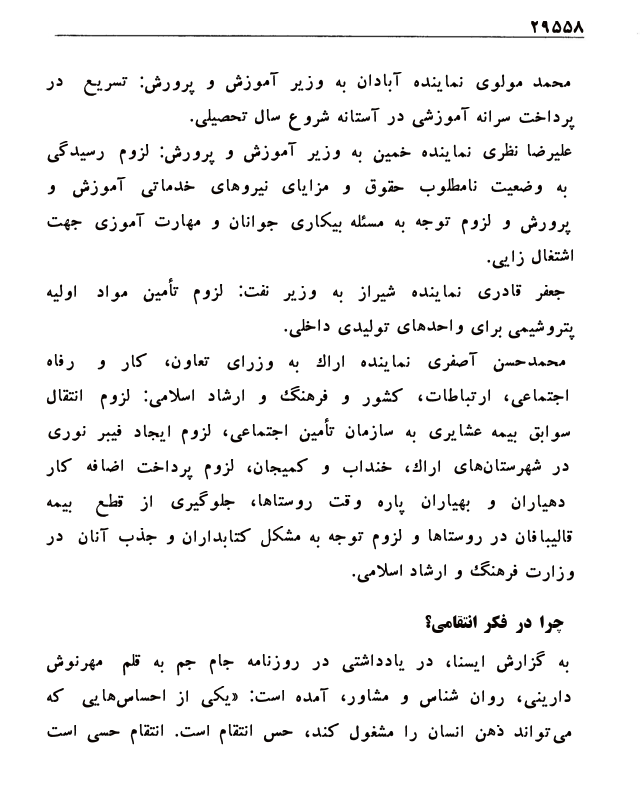 ۲۹۵۵۸
محمد مولوی نماینده آبادان به وزیر آموزش و پرورش: تسریع در
پرداخت سرانه آموزشی در آستانه شروع سال تحصیلی.
علیرضا نظری نماینده خمین به وزیر آموزش و پرورش: لزوم رسیدگی
به وضعیت نامطلوب حقوق و مزایای نیروهای خدماتی آموزش و
پرورش و لزوم توجه به مسئله بیکاری جوانان و مهارت آموزی جهت
اشتغال زایی.
جعفر قادری نماینده شیراز به وزیر نفت: لزوم تأمین مواد اولیه
پتروشیمی برای واحدهای تولیدی داخلی.
محمدحسن آصفری نماینده اراک به وزرای تعاون، کار و رفاه
اجتماعی، ارتباطات، کشور و فرهنگ و ارشاد اسلامی: لزوم انتقال
سوابق بیمه عشایری به سازمان تأمین اجتماعی، لزوم ایجاد فیبر نوری
در شهرستان‌های اراک، خنداب و کمیجان، لزوم پرداخت اضافه کار
دهیاران و بهیاران پاره وقت روستاها، جلوگیری از قطع بیمه
قالیبافان در روستاها و لزوم توجه به مشکل کتابداران و جذب آنان در
وزارت فرهنگ و ارشاد اسلامی.
چرا در فکر انتقامی؟
به گزارش ایسنا، در یادداشتی در روزنامه جام جم به قلم مهرنوش
دارینی، روان شناس و مشاور، آمده است: «یکی از احساس‌هایی که
می‌تواند ذهن انسان را مشغول کند، حس انتقام است. انتقام حسی است